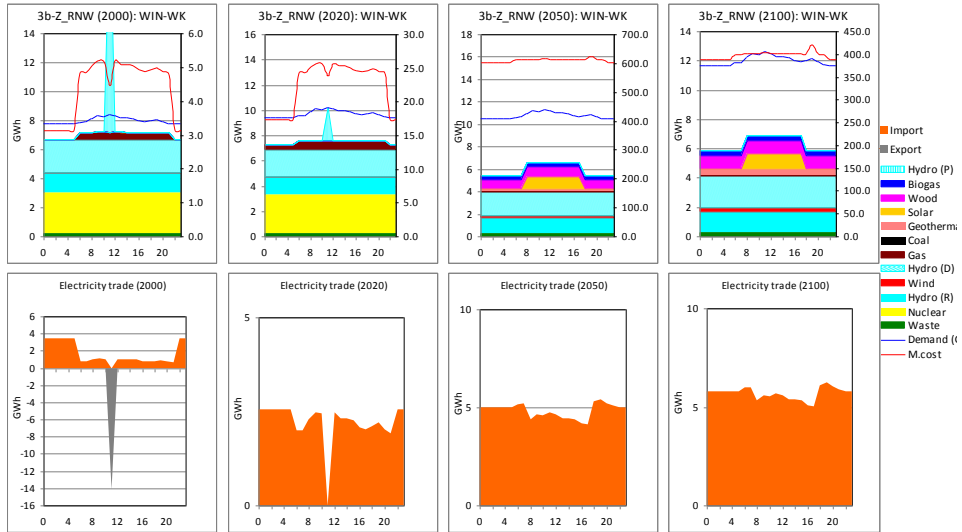 3b-Z_RNW (2000): WIN-WK
14
12
10
8
6
4
2
0
GWh
6.0
5.0
4.0
3.0
2.0
1.0
0.0
0 4 8 12 16 20
3b-Z_RNW (2020): WIN-WK
16
14
12
10
8
6
4
2
0
GWh
30.0
25.0
20.0
15.0
10.0
5.0
0.0
0 4 8 12 16 20
3b-Z_RNW (2050): WIN-WK
18
16
14
12
10
8
6
4
2
0
GWh
700.0
600.0
500.0
400.0
300.0
200.0
100.0
0.0
0 4 8 12 16 20
3b-Z_RNW (2100): WIN-WK
14
12
10
8
6
4
2
0
GWh
450.0
400.0
350.0
300.0
250.0
200.0
150.0
100.0
50.0
0.0
0 4 8 12 16 20
Import
Export
Hydro (P)
Biogas
Wood
Solar
Geotherma
Coal
Gas
Hydro (D)
Wind
Hydro (R)
Nuclear
Waste
Demand (G
M.cost
Electricity trade (2000)
6
4
2
0
-2
-4
-6
-8
-10
-12
-14
-16
GWh
0 4 8 12 16 20
Electricity trade (2020)
5
0
GWh
0 4 8 12 16 20
Electricity trade (2050)
10
5
0
GWh
0 4 8 12 16 20
Electricity trade (2100)
10
5
0
GWh
0 4 8 12 16 20